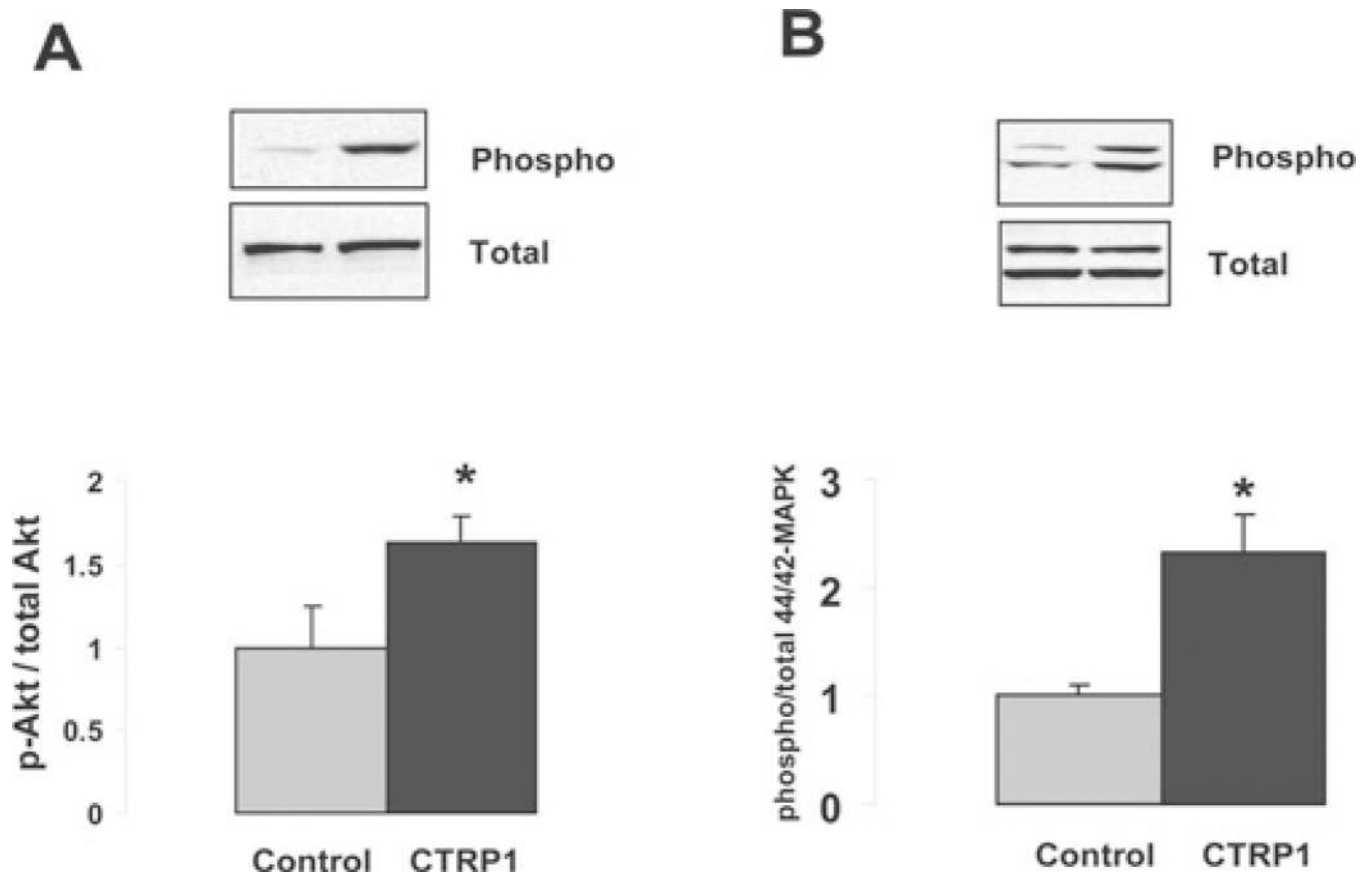 A
Phospho
Total
p-Akt / total Akt
2
*
1.5
1
0.5
0
Control CTRP1
B
Phospho
Total
phospho/total 44/42-MAPK
3
*
2
1
0
Control CTRP1